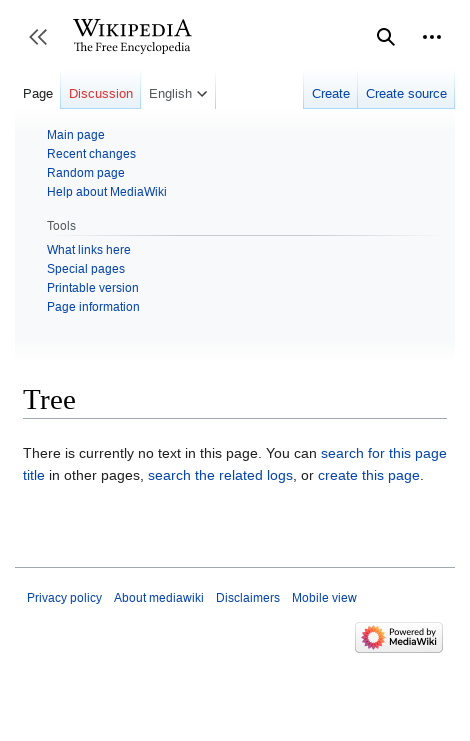 WIKIPEDIA
The Free Encyclopedia
Page Discussion English Create Create source
Main page
Recent changes
Random page
Help about MediaWiki
Tools
What links here
Special pages
Printable version
Page information
Tree
There is currently no text in this page. You can search for this page
title in other pages, search the related logs, or create this page.
Privacy policy About mediawiki Disclaimers Mobile view
Powered by
MediaWiki